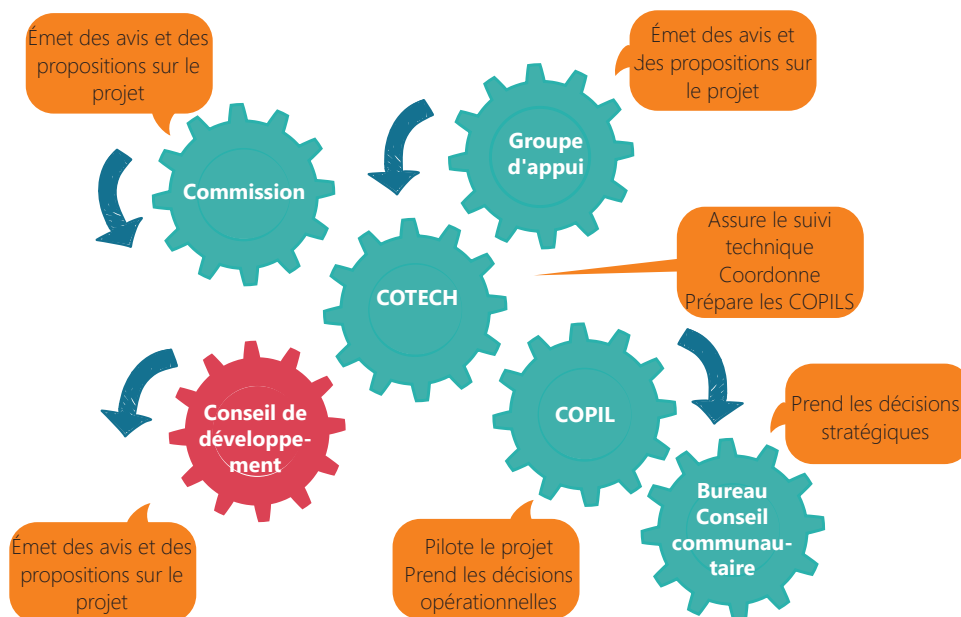 Émet des avis et des
propositions sur le
projet
Émet des avis et
des propositions sur
le projet
Groupe
d'appui
Commission
Assure le suivi
technique
Coordonne
Prépare les COPILS
COTECH
Conseil de
développe-
ment
COPIL
Prend les décisions
stratégiques
Bureau
Conseil
communau-
taire
Émet des avis et des
propositions sur le
projet
Pilote le projet
Prend les décisions
opérationnelles